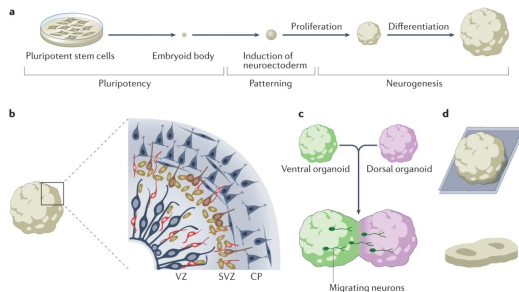 a
Proliferation Differentiation
Pluripotent stem cells Embryoid body Induction of
neuroectoderm
Pluripotency Patterning Neurogenesis
b
c
d
Ventral organoid Dorsal organoid
VZ SVZ CP
Migrating neurons